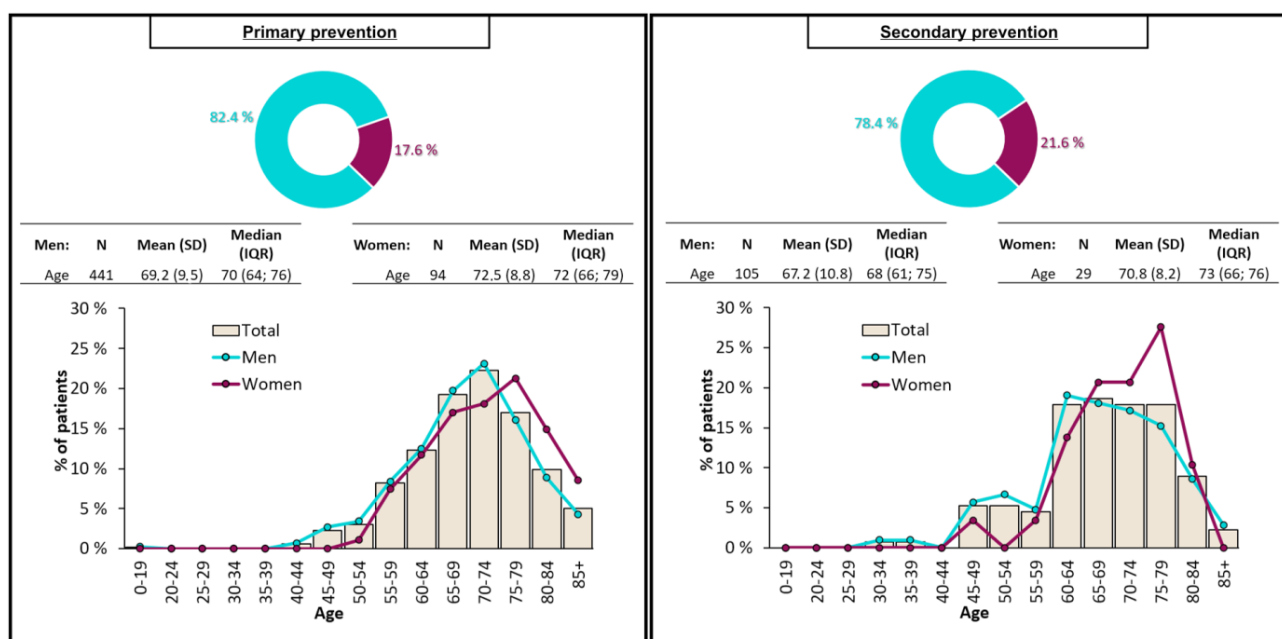 Primary prevention
82.4 %
17.6 %
Men: N Mean (SD) Median (IQR)
Age 441 69.2 (9.5) 70 (64; 76)
Women: N Mean (SD) Median (IQR)
Age 94 72.5 (8.8) 72 (66; 79)
30 %
25 %
20 %
15 %
10 %
5 %
0 %
% of patients
Total
Men
Women
0-19
20-24
25-29
30-34
35-39
40-44
45-49
50-54
55-59
60-64
65-69
70-74
75-79
80-84
85+
Age
Secondary prevention
78.4 %
21.6 %
Men: N Mean (SD) Median (IQR)
Age 105 67.2 (10.8) 68 (61; 75)
Women: N Mean (SD) Median (IQR)
Age 29 70.8 (8.2) 73 (66; 76)
30 %
25 %
20 %
15 %
10 %
5 %
0 %
% of patients
Total
Men
Women
0-19
20-24
25-29
30-34
35-39
40-44
45-49
50-54
55-59
60-64
65-69
70-74
75-79
80-84
85+
Age